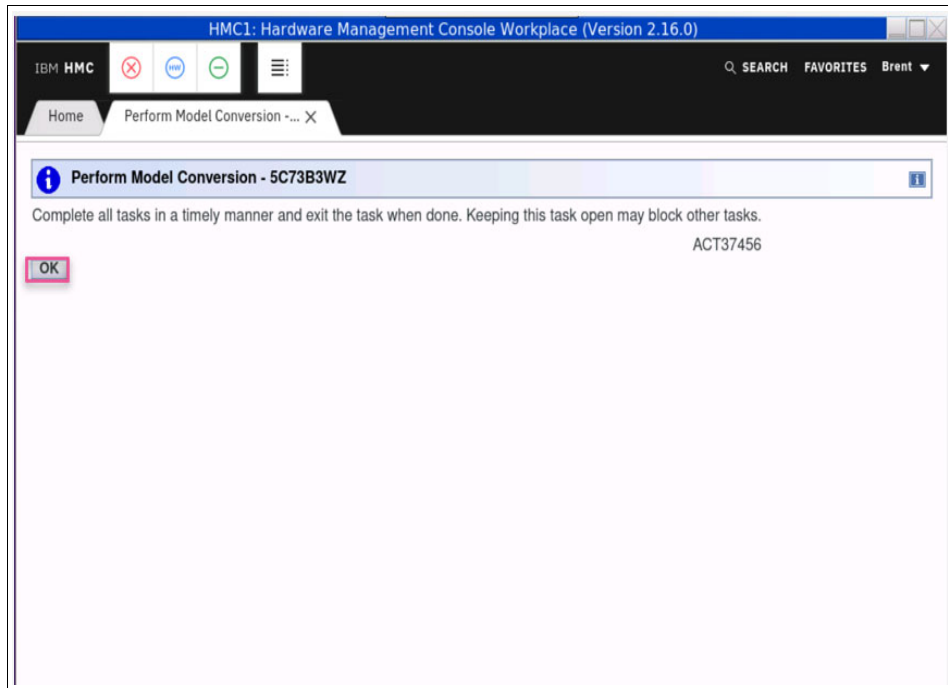 HMC1: Hardware Management Console Workplace (Version 2.16.0)
IBM HMC HW SEARCH FAVORITES Brent
Home Perform Model Conversion -... X
Perform Model Conversion - 5C73B3WZ
Complete all tasks in a timely manner and exit the task when done. Keeping this task open may block other tasks.
ACT37456
OK